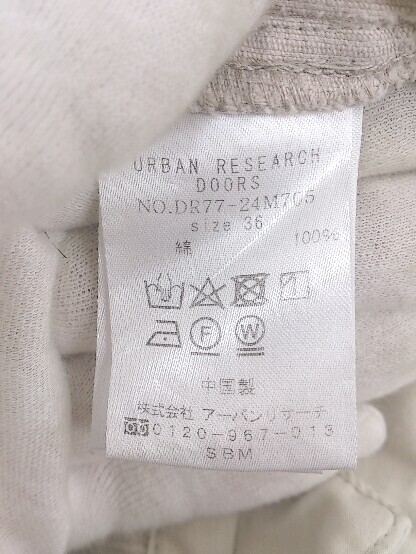 URBAN RESEARCH
DOORS
NO.DR77-24M705
size 36
綿 100%
F W
中国製
株式会社 アーバンリサーチ
0120-967-013
SBM